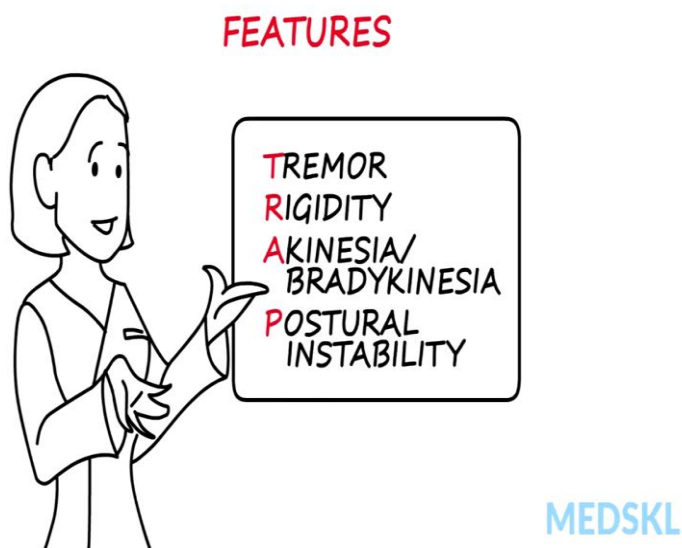 FEATURES
TREMOR
RIGIDITY
AKINESIA/
BRADYKINESIA
POSTURAL
INSTABILITY
MEDSKL